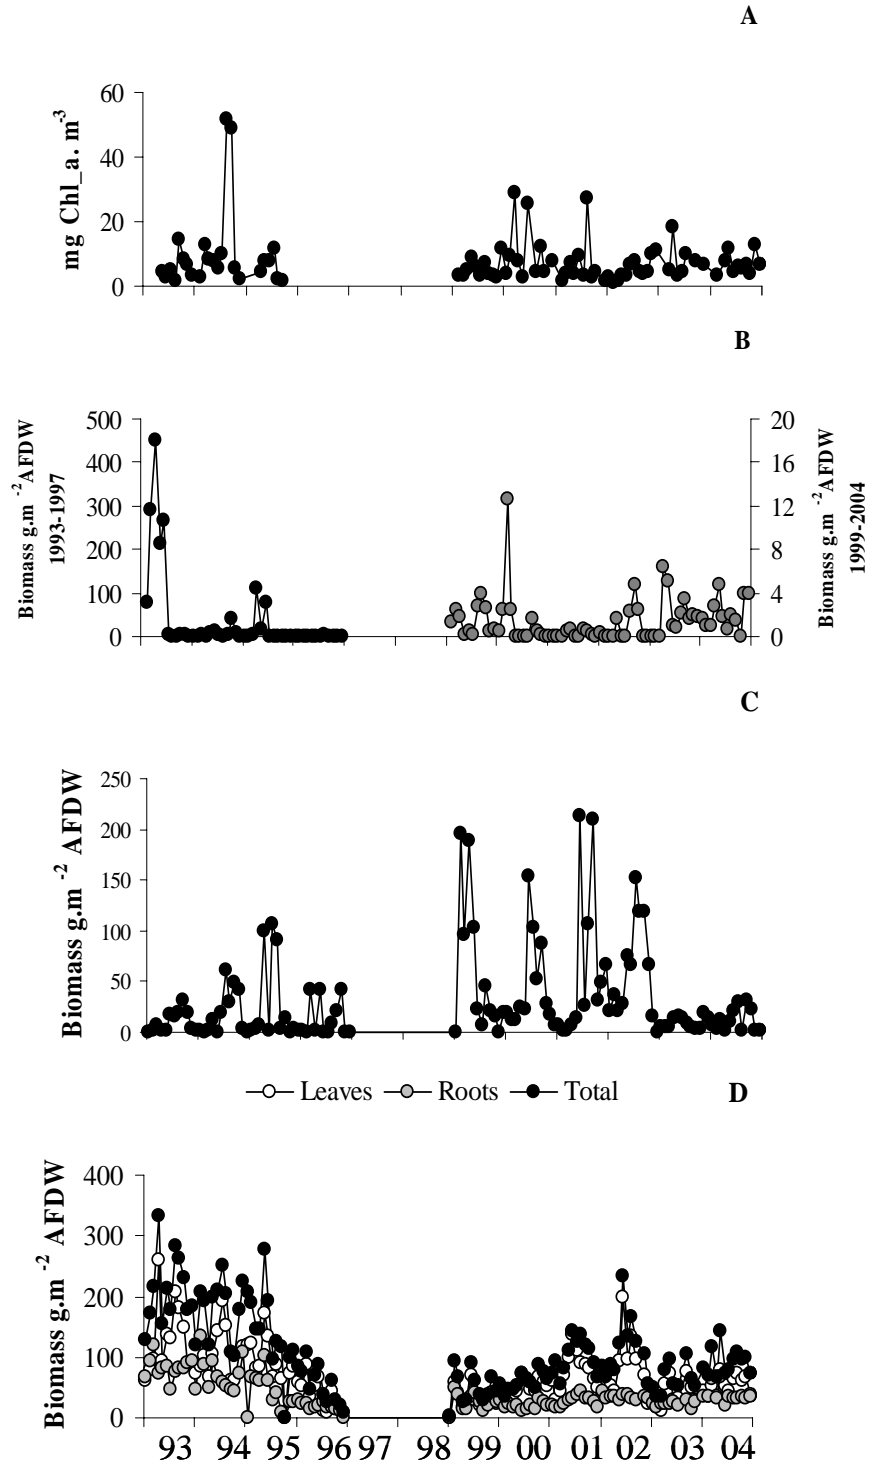 A
60
40
20
0
mg Chl_a. m-3
B
500
400
300
200
100
0
Biomass g.m -2 AFDW
1993-1997
20
16
12
8
4
0
Biomass g.m -2 AFDW
1999-2004
C
250
200
150
100
50
0
Biomass g.m -2 AFDW
Leaves Roots Total
D
400
300
200
100
0
Biomass g.m -2 AFDW
93 94 95 96 97 98 99 00 01 02 03 04